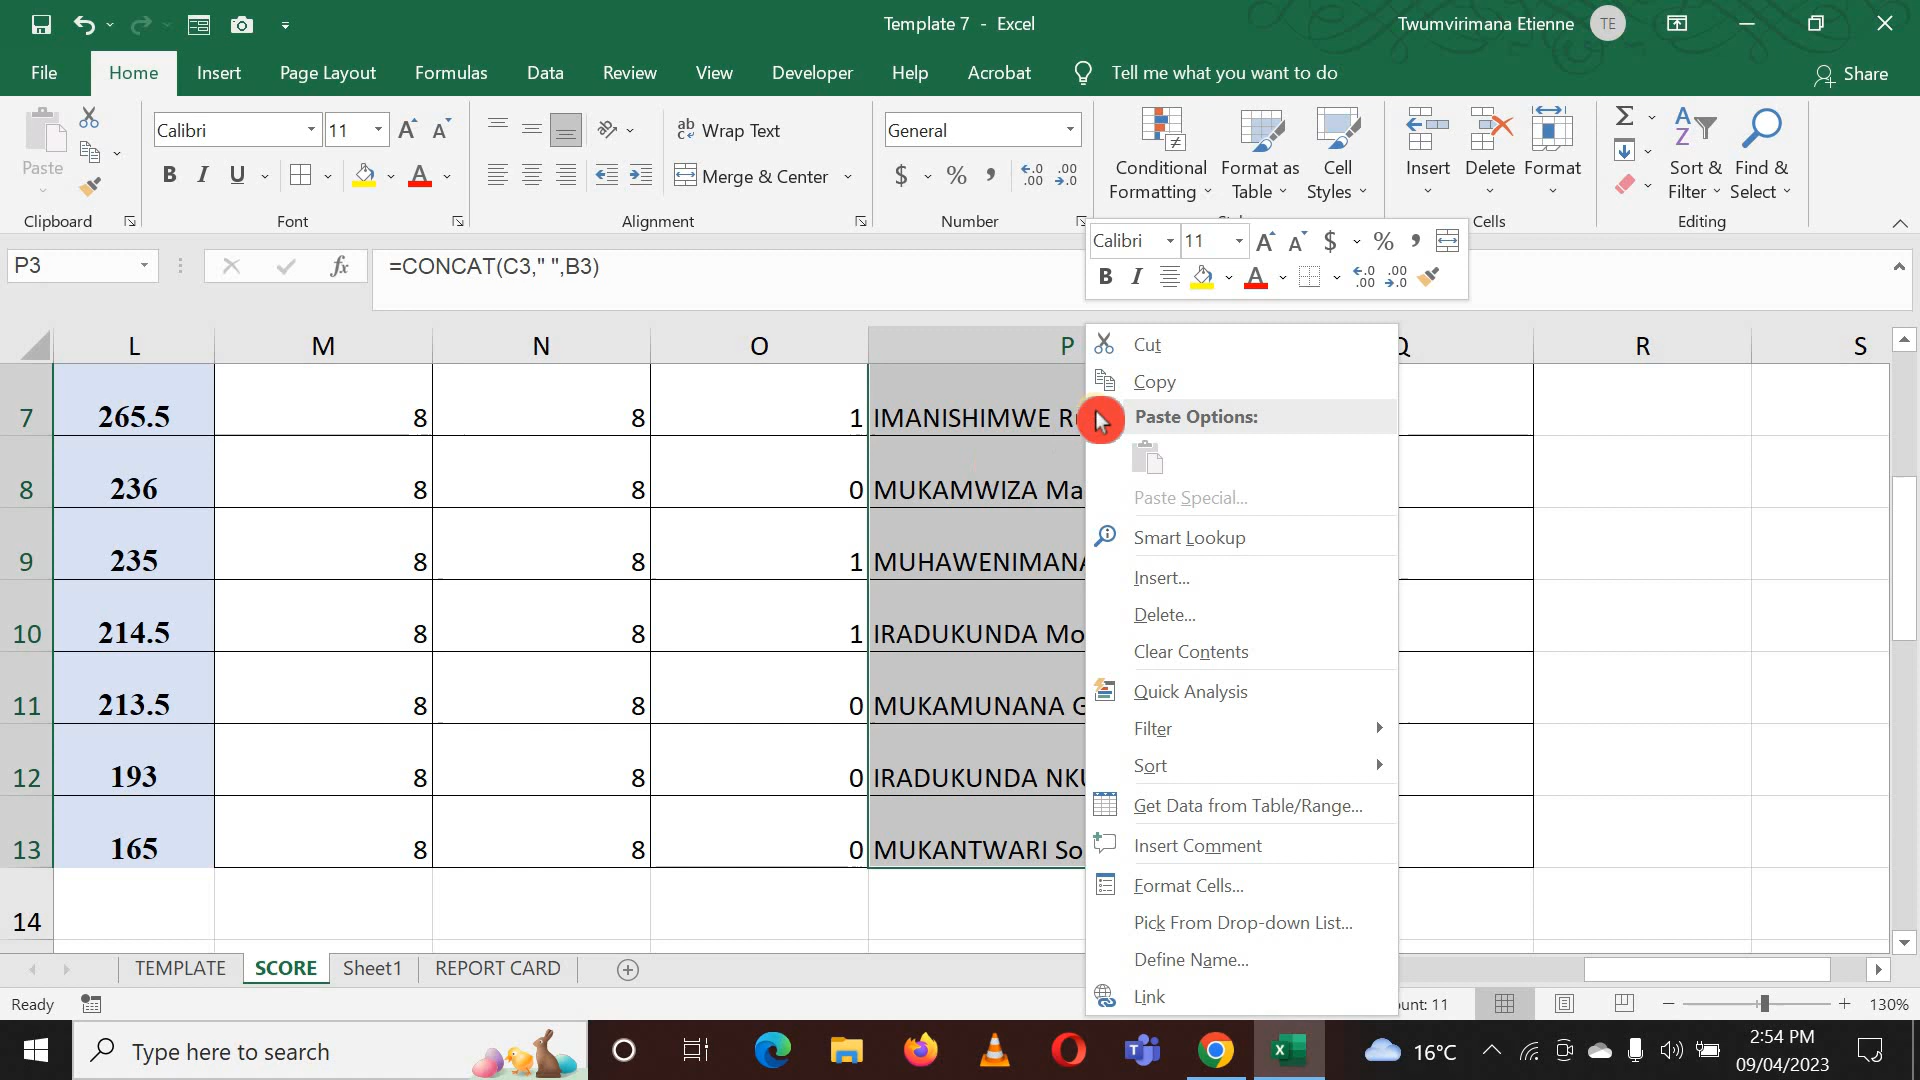 Template 7 - Excel
Twumvirimana Etienne TE
File Home Insert Page Layout Formulas Data Review View Developer Help Acrobat Tell me what you want to do Share
Paste
Clipboard
Calibri 11
B I U
Font
Wrap Text
Merge & Center
Alignment
General
$ % ,
Number
Conditional Formatting
Format as Table
Cell Styles
Insert Delete Format
Cells
Sort & Filter
Find & Select
Editing
Calibri 11 $ % ,
B I A
P3 fx =CONCAT(C3," ",B3)
L M N O P Q R S
7 265.5 8 8 1 IMANISHIMWE
8 236 8 8 0 MUKAMWIZA Ma
9 235 8 8 1 MUHAWENIMANA
10 214.5 8 8 1 IRADUKUNDA Mo
11 213.5 8 8 0 MUKAMUNANA G
12 193 8 8 0 IRADUKUNDA NKU
13 165 8 8 0 MUKANTWARI So
14
Cut
Copy
Paste Options:
Paste Special...
Smart Lookup
Insert...
Delete...
Clear Contents
Quick Analysis
Filter
Sort
Get Data from Table/Range...
Insert Comment
Format Cells...
Pick From Drop-down List...
Define Name...
Link
TEMPLATE SCORE Sheet1 REPORT CARD
Ready
ount: 11
130%
Type here to search
16°C
2:54 PM
09/04/2023